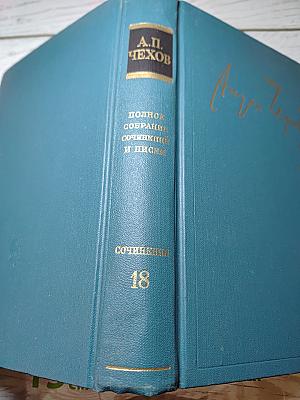 А.П.
ЧЕХОВ
ПОЛНОЕ
СОБРАНИЕ
СОЧИНЕНИЙ
И ПИСЕМ
СОЧИНЕНИЯ
18